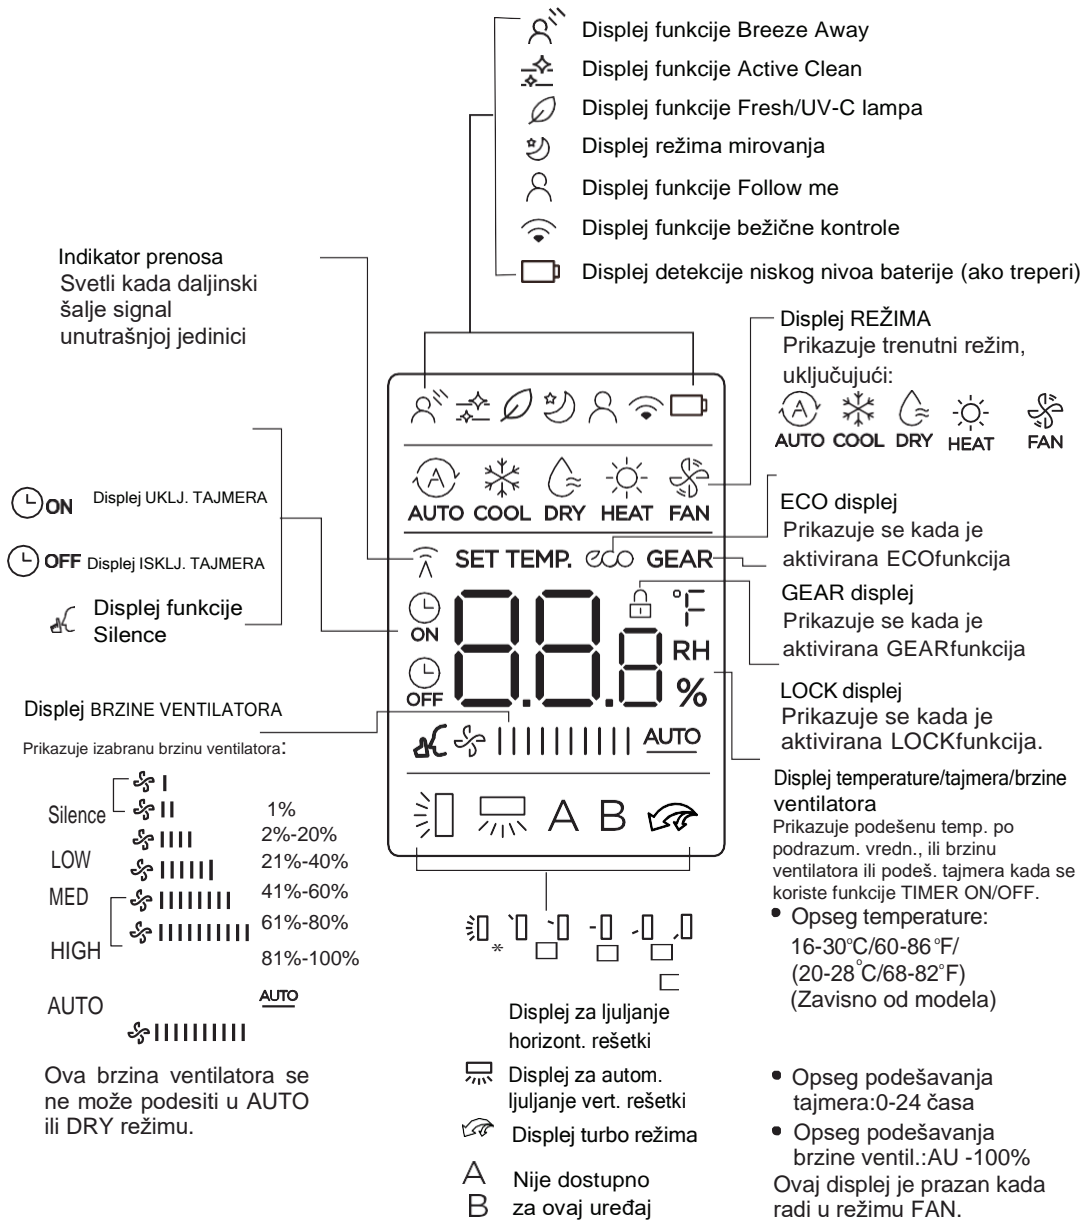 Displej funkcije Breeze Away
Displej funkcije Active Clean
Displej funkcije Fresh/UV-C lampa
Displej režima mirovanja
Displej funkcije Follow me
Displej funkcije bežične kontrole
Displej detekcije niskog nivoa baterije (ako treperi)
Indikator prenosa
Svetli kada daljinski
šalje signal
unutrašnjoj jedinici
Displej REŽIMA
Prikazuje trenutni režim,
uključujući:
AUTO COOL DRY HEAT FAN
AUTO COOL DRY HEAT FAN
SET TEMP. eco GEAR
ON
OFF
88.8
°F
RH
%
AUTO
A B
ON Displej UKLJ. TAJMERA
OFF Displej ISKLJ. TAJMERA
Displej funkcije
Silence
Displej BRZINE VENTILATORA
Prikazuje izabranu brzinu ventilatora:
Silence
1%
2%-20%
LOW
21%-40%
MED
41%-60%
61%-80%
HIGH
81%-100%
AUTO
AUTO
Ova brzina ventilatora se
ne može podesiti u AUTO
ili DRY režimu.
ECO displej
Prikazuje se kada je
aktivirana ECOfunkcija
GEAR displej
Prikazuje se kada je
aktivirana GEARfunkcija
LOCK displej
Prikazuje se kada je
aktivirana LOCKfunkcija.
Displej temperature/tajmera/brzine
ventilatora
Prikazuje podešenu temp. po
podrazum. vredn., ili brzinu
ventilatora ili podeš. tajmera kada se
koriste funkcije TIMER ON/OFF.
• Opseg temperature:
16-30°C/60-86°F/
(20-28°C/68-82°F)
(Zavisno od modela)
*
Displej za ljuljanje
horizont. rešetki
Displej za autom.
ljuljanje vert. rešetki
Displej turbo režima
A Nije dostupno
B za ovaj uređaj
• Opseg podešavanja
tajmera:0-24 časa
• Opseg podešavanja
brzine ventil.:AU -100%
Ovaj displej je prazan kada
radi u režimu FAN.